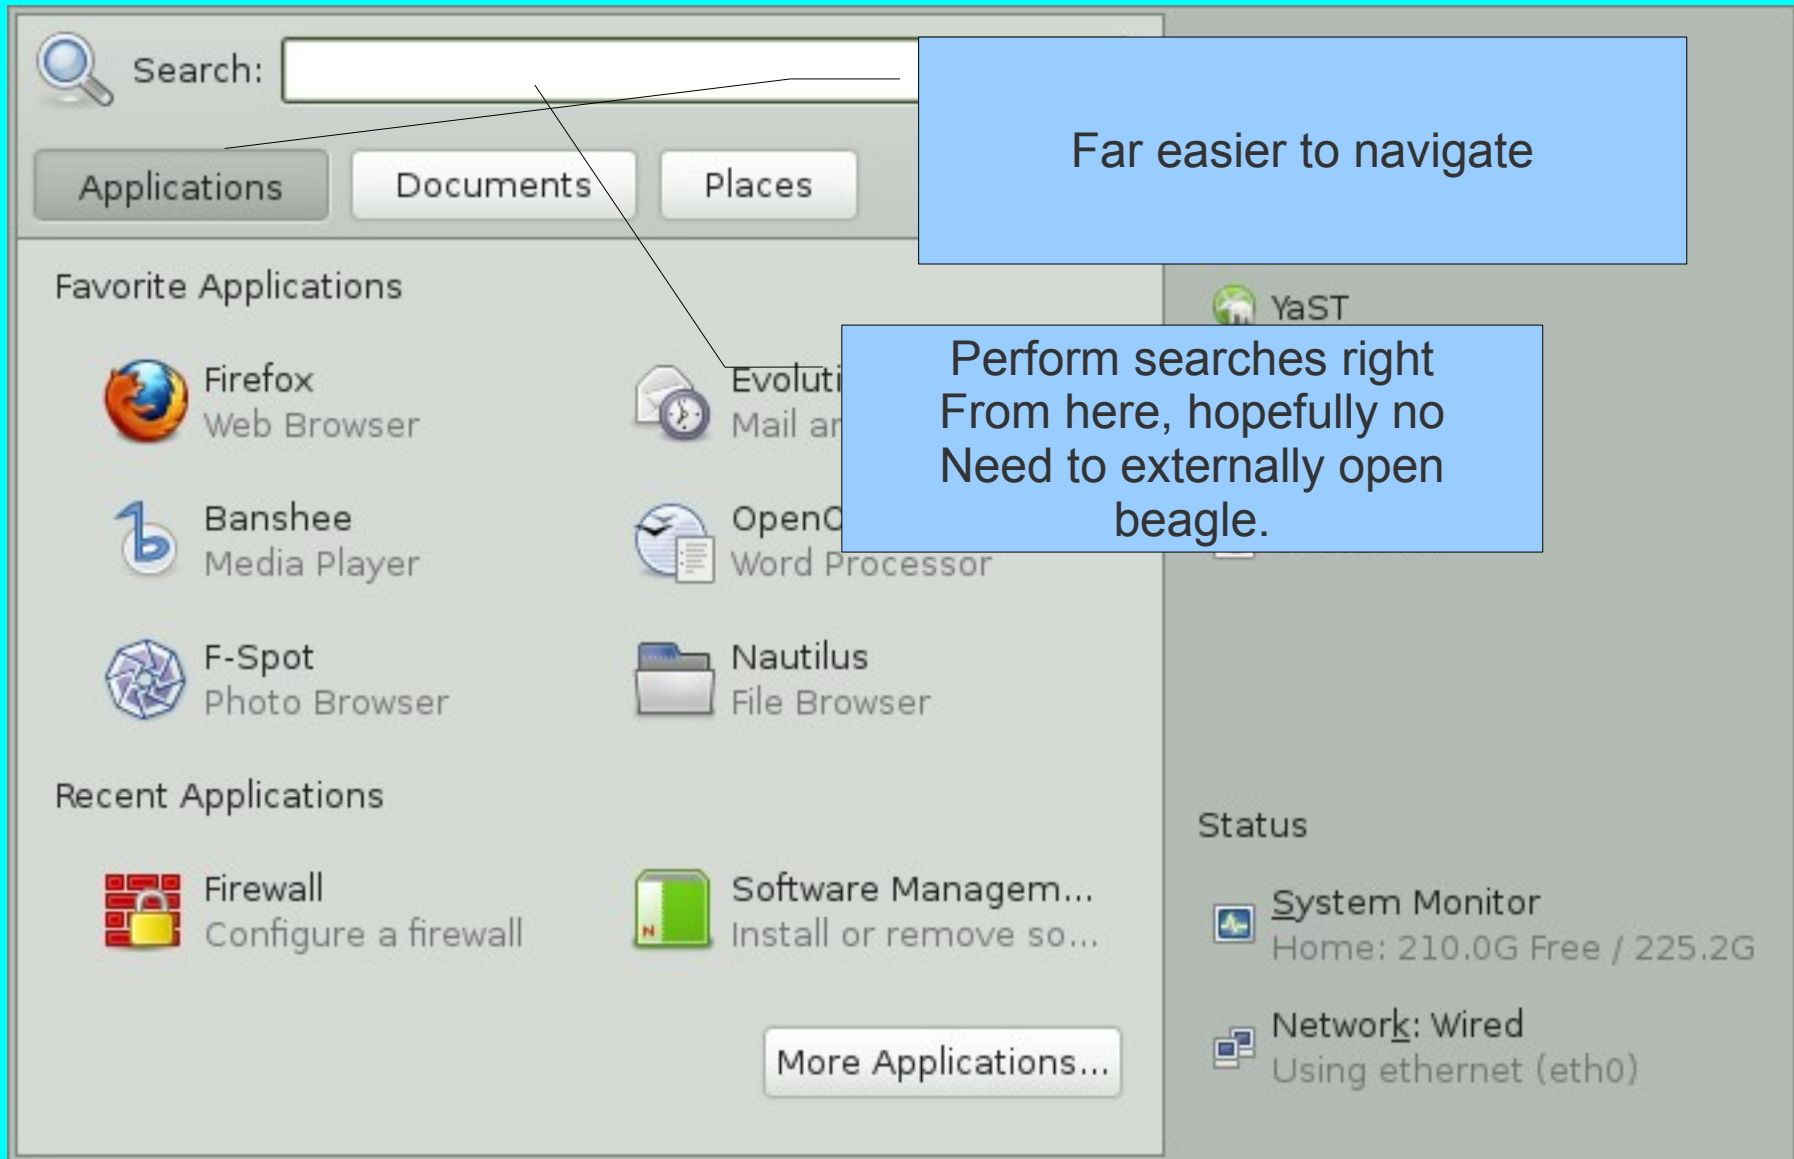 Search:
Far easier to navigate
Applications
Documents
Places
Favorite Applications
YaST
Firefox
Web Browser
Perform searches right
From here, hopefully no
Need to externally open
beagle.
Banshee
Media Player
Word Processor
F-Spot
Photo Browser
Nautilus
File Browser
Recent Applications
Status
Firewall
Configure a firewall
Software Managem...
Install or remove so...
System Monitor
Home: 210.0G Free / 225.2G
Network: Wired
Using ethernet (eth0)
More Applications...